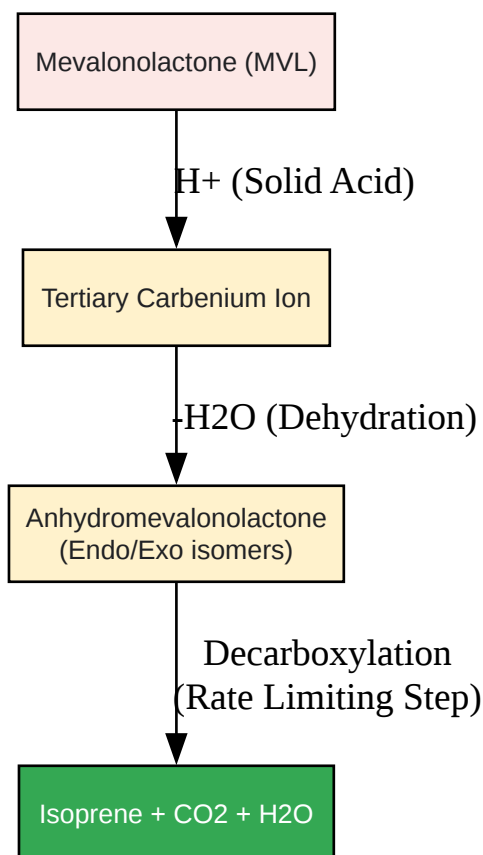 Mevalonolactone (MVL)
H+ (Solid Acid)
Tertiary Carbenium Ion
-H2O (Dehydration)
Anhydromevalonolactone
(Endo/Exo isomers)
Decarboxylation
(Rate Limiting Step)
Isoprene + CO2 + H2O